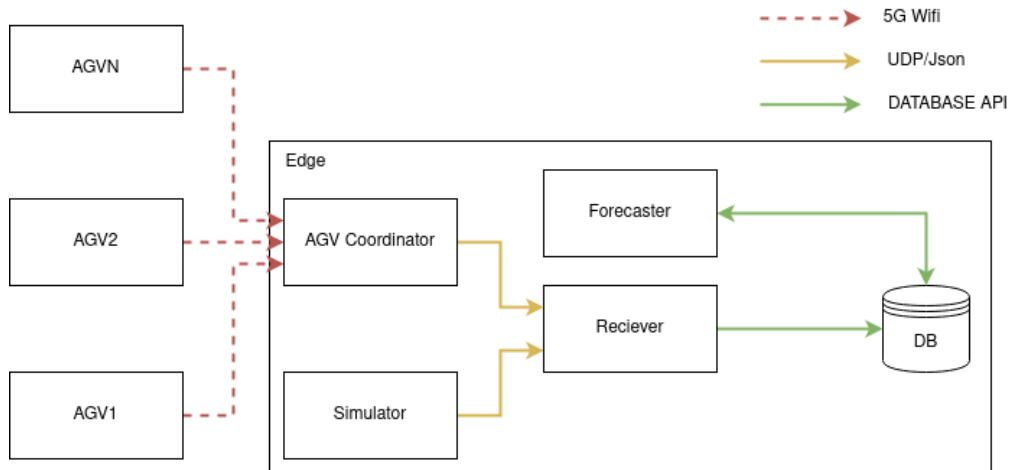 5G Wifi
AGVN
UDP/Json
DATABASE API
Edge
Forecaster
AGV2
AGV Coordinator
Reciever
DB
AGV1
Simulator